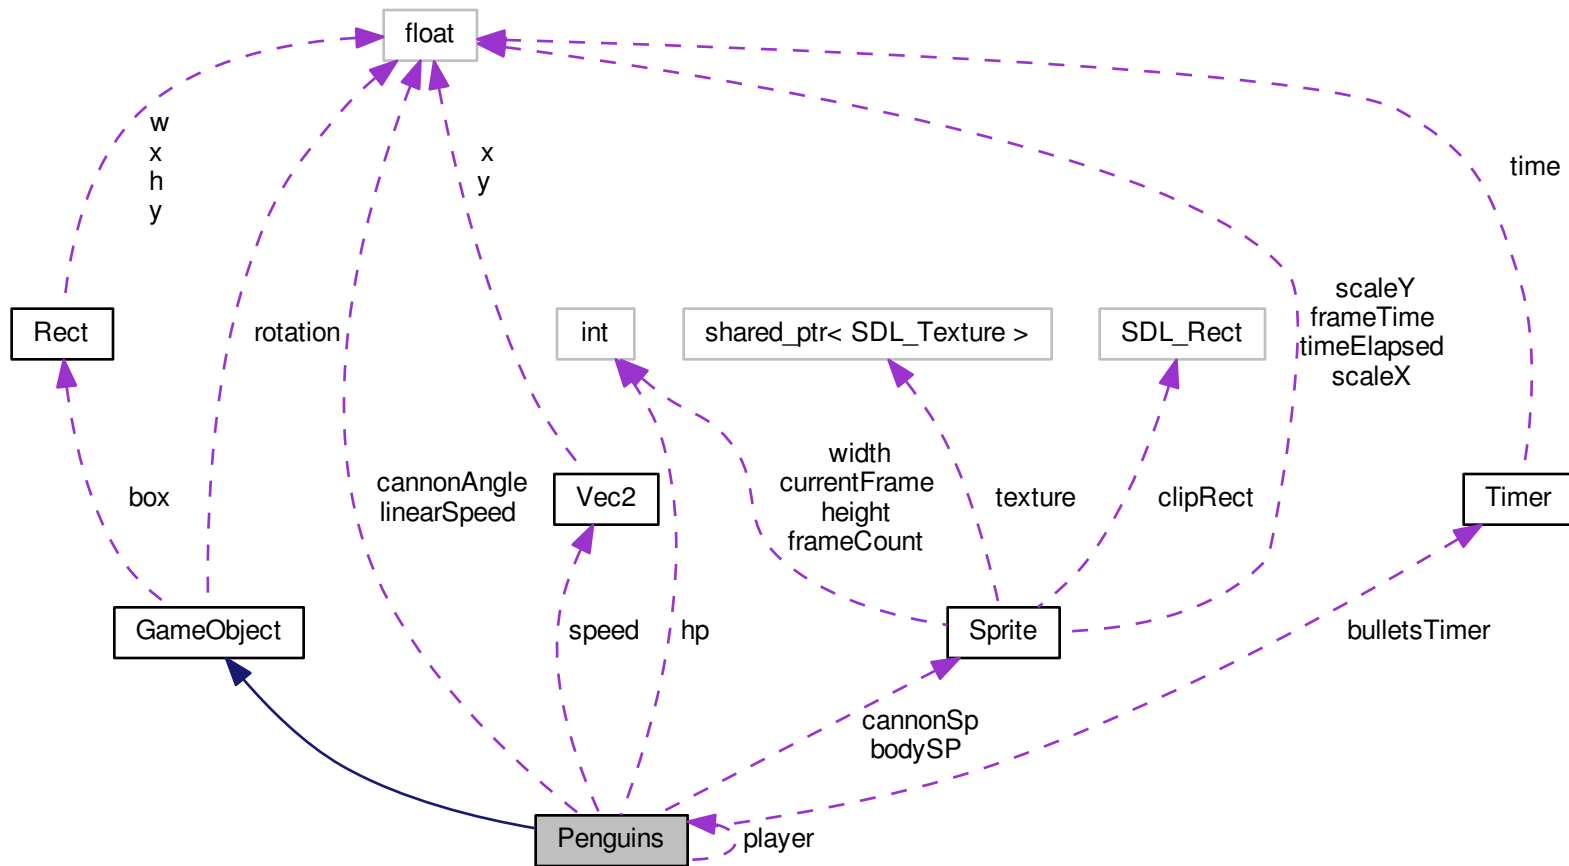 float
w
x
h
y
x
y
time
Rect
rotation
int
shared_ptr< SDL_Texture >
SDL_Rect
scaleY
frameTime
timeElapsed
scaleX
box
cannonAngle
linearSpeed
Vec2
width
currentFrame
height
frameCount
texture
clipRect
Timer
GameObject
speed
hp
Sprite
bulletsTimer
cannonSp
bodySP
Penguins
player